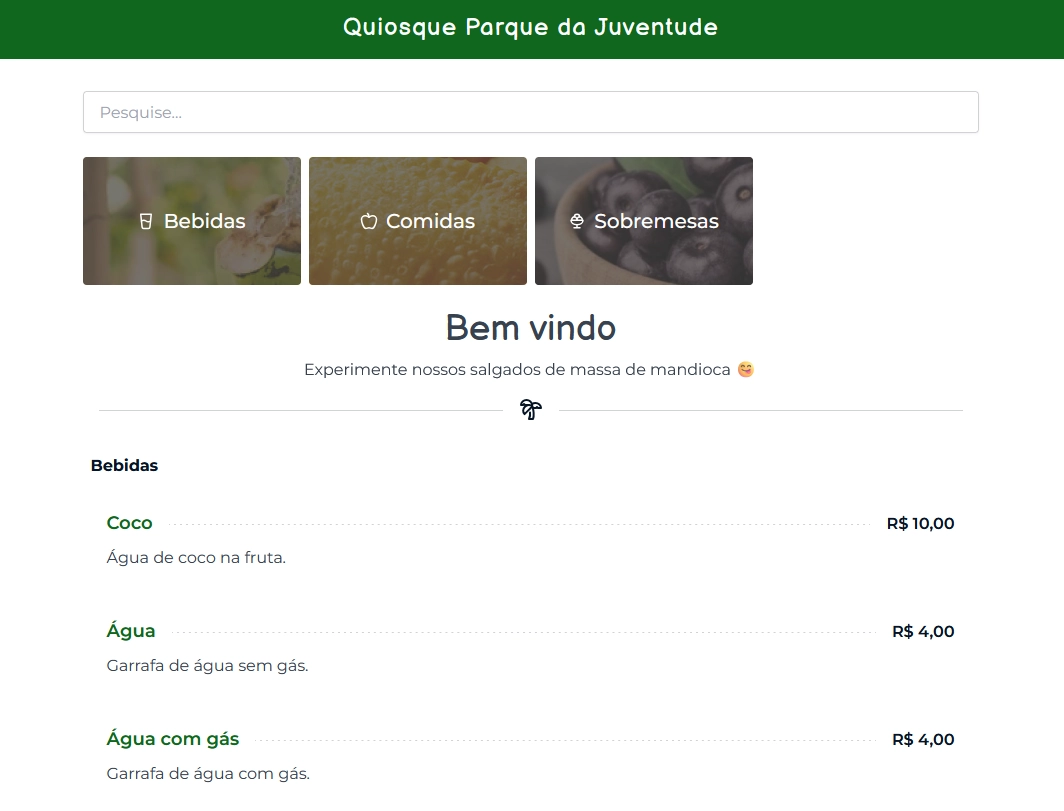 Quiosque Parque da Juventude
Pesquise...
Bebidas
Comidas
Sobremesas
Bem vindo
Experimente nossos salgados de massa de mandioca 😋
Bebidas
Coco R$ 10,00
Água de coco na fruta.
Água R$ 4,00
Garrafa de água sem gás.
Água com gás R$ 4,00
Garrafa de água com gás.